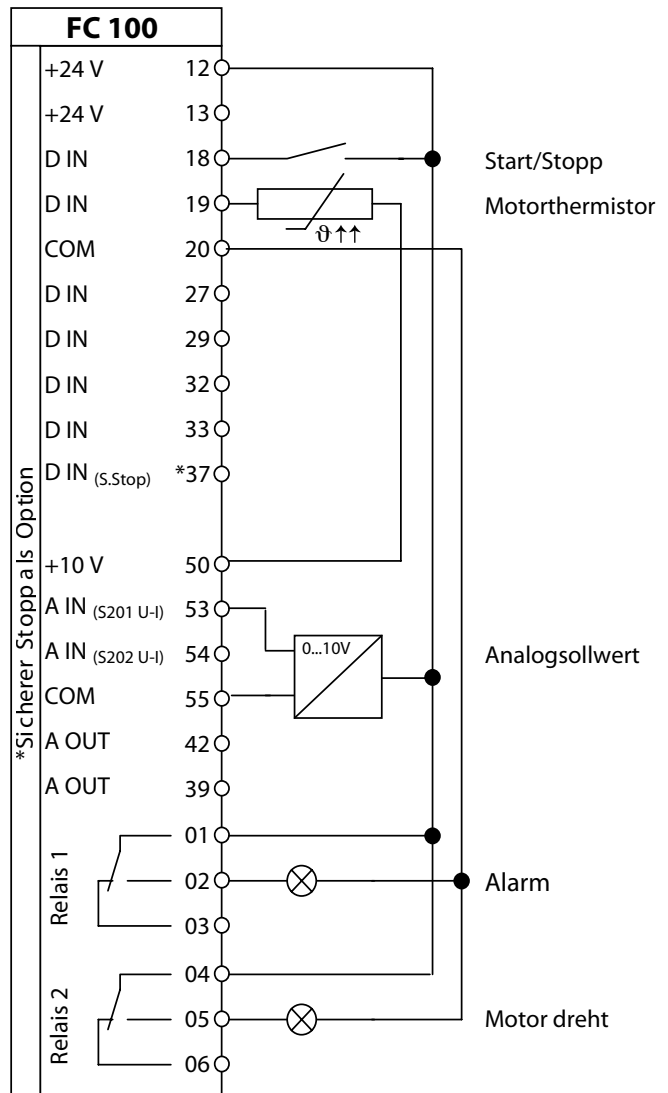 FC 100
+24 V 12
+24 V 13
D IN 18 Start/Stopp
D IN 19 Motorthermistor
ϑ↑↑
COM 20
D IN 27
D IN 29
D IN 32
D IN 33
D IN (S.Stop) *37
*Sicherer Stopp als Option
+10 V 50
A IN (S201 U-I) 53
0...10V
A IN (S202 U-I) 54 Analogsollwert
COM 55
A OUT 42
A OUT 39
Relais 1
01
02 Alarm
03
Relais 2
04
05 Motor dreht
06